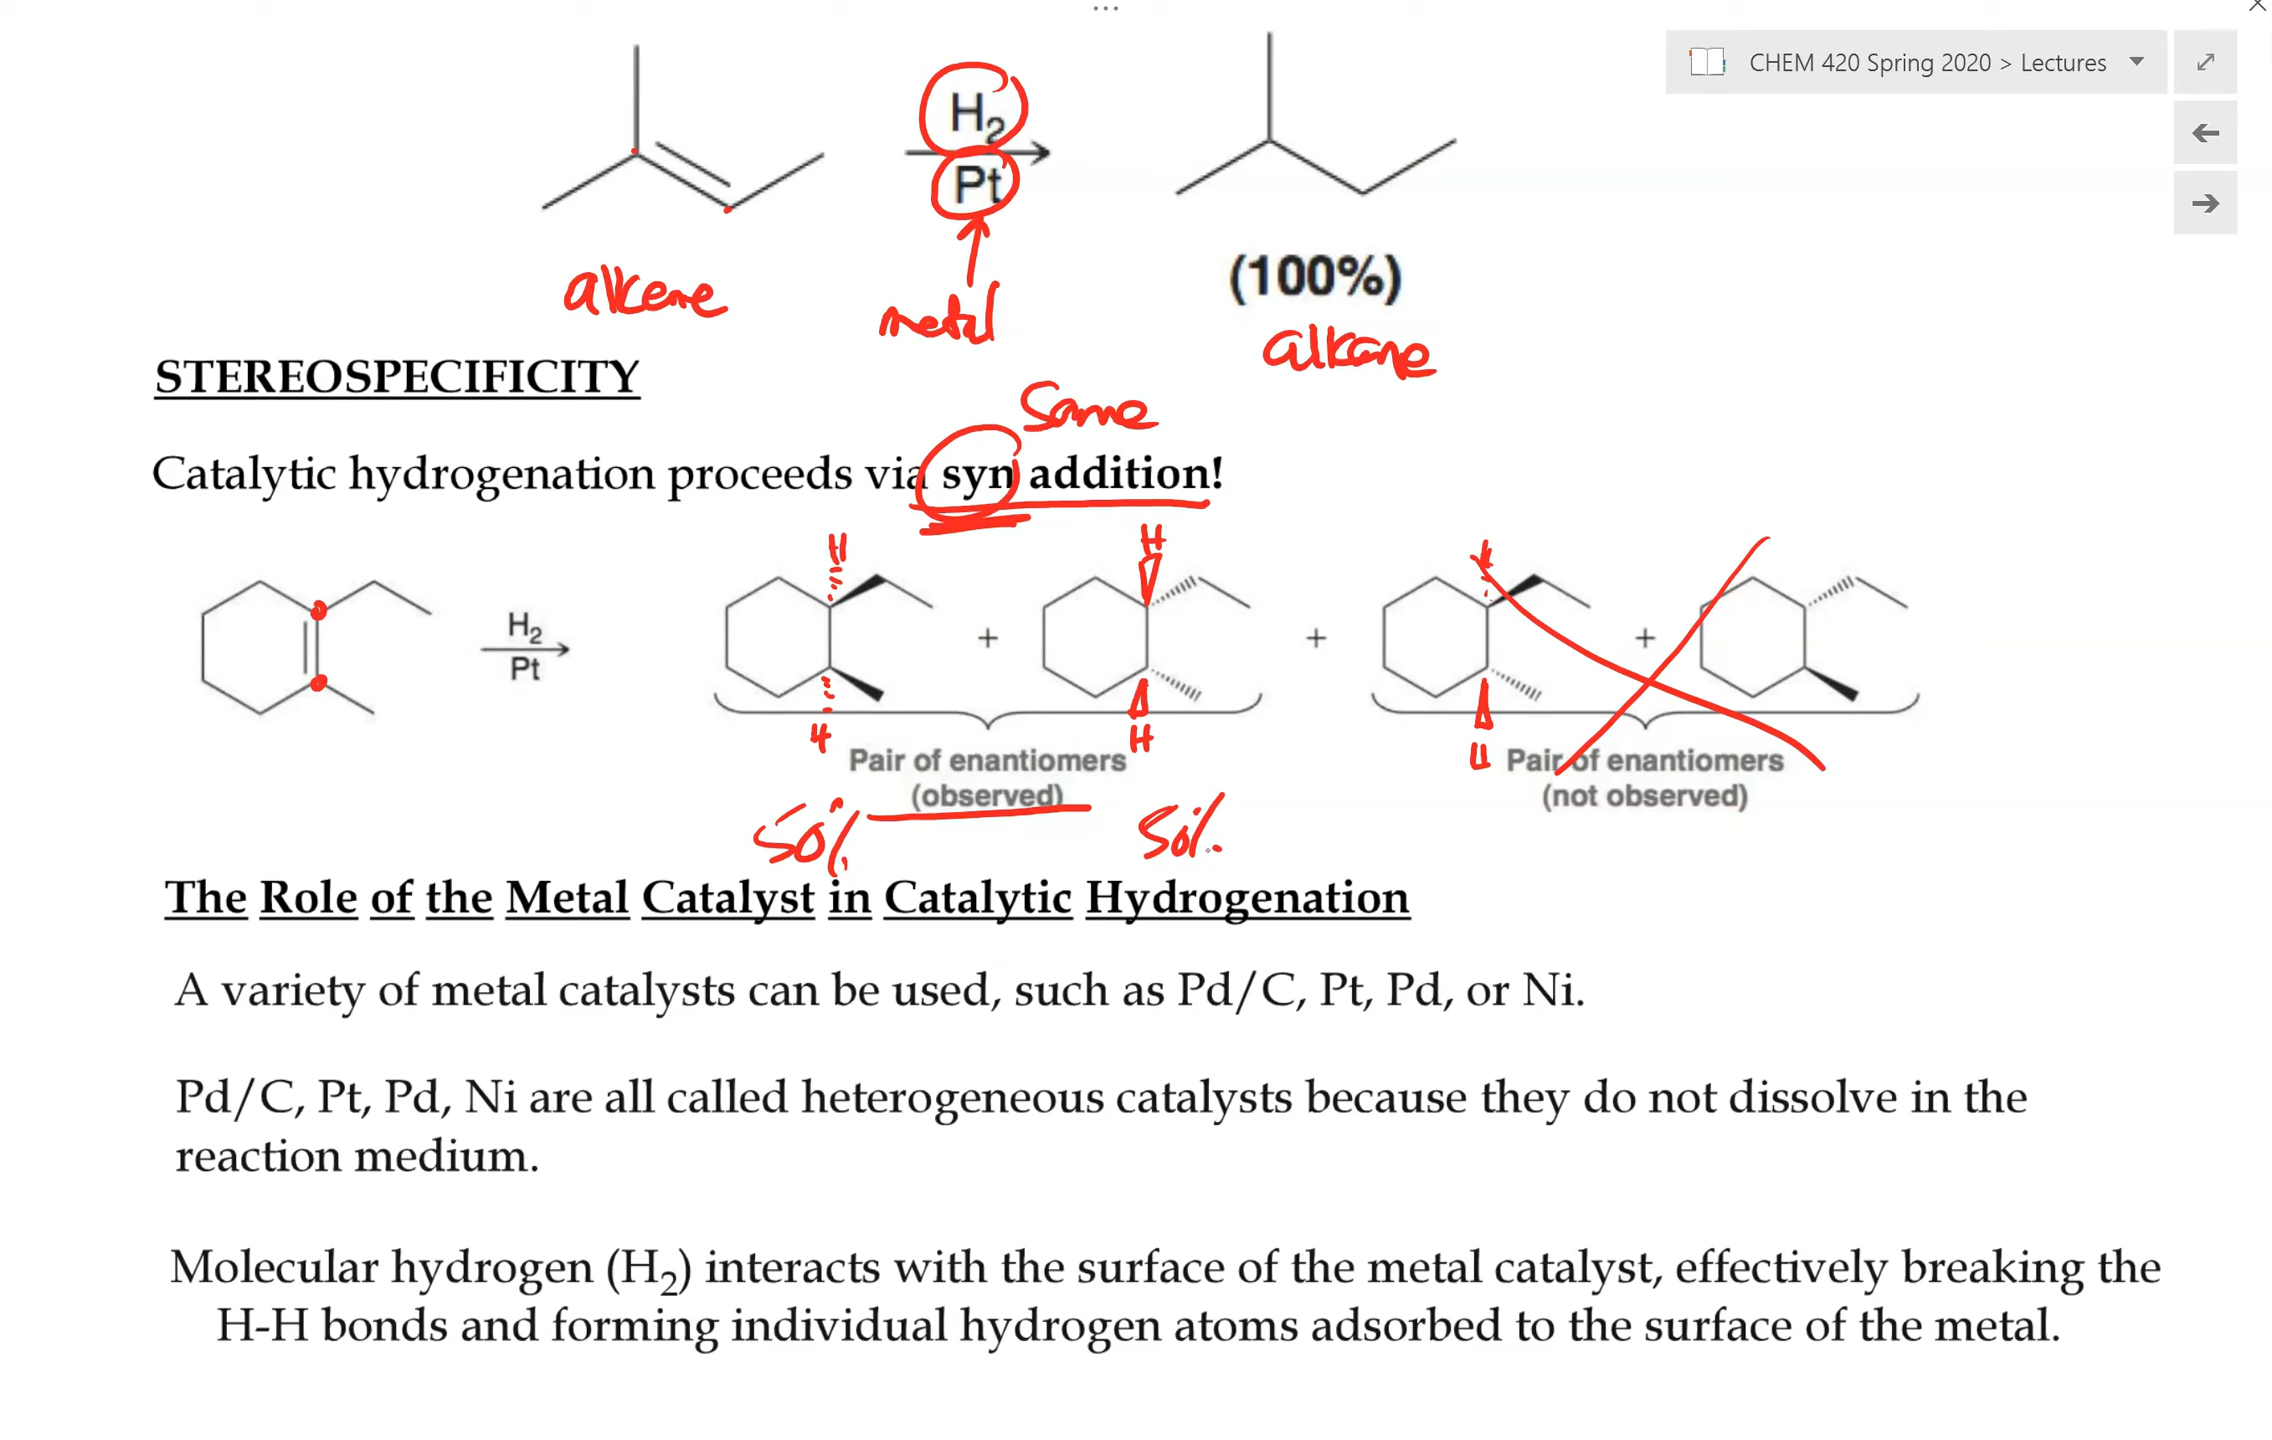 ...
CHEM 420 Spring 2020 > Lectures
H₂
Pt
alkene
metal
(100%)
alkane
STEREOSPECIFICITY
Same
Catalytic hydrogenation proceeds via syn addition!
H H
H₂
Pt
+ + +
H H
Pair of enantiomers
(observed)
Pair of enantiomers
(not observed)
50% 50%
The Role of the Metal Catalyst in Catalytic Hydrogenation
A variety of metal catalysts can be used, such as Pd/C, Pt, Pd, or Ni.
Pd/C, Pt, Pd, Ni are all called heterogeneous catalysts because they do not dissolve in the
reaction medium.
Molecular hydrogen (H₂) interacts with the surface of the metal catalyst, effectively breaking the
H-H bonds and forming individual hydrogen atoms adsorbed to the surface of the metal.